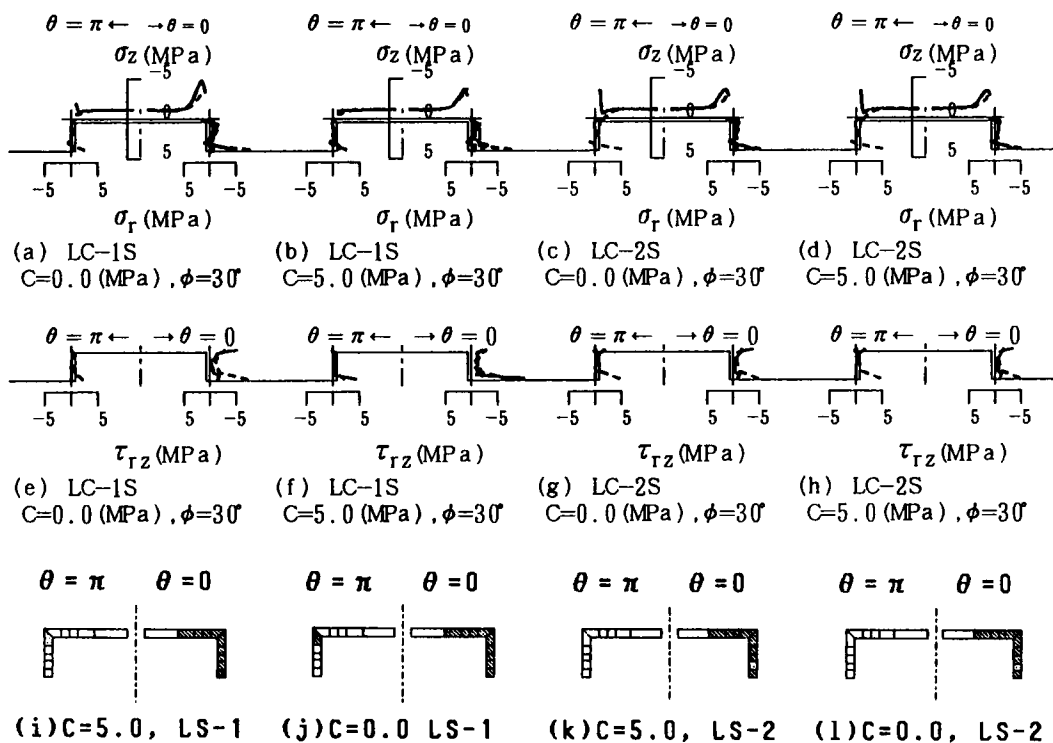 θ = π ← → θ = 0 θ = π ← → θ = 0 θ = π ← → θ = 0 θ = π ← → θ = 0
σz (MPa) σz (MPa) σz (MPa) σz (MPa)
-5 -5 -5 -5
0 0 0 0
5 5 5 5
-5 5 5 -5 -5 5 5 -5 -5 5 5 -5 -5 5 5 -5
σr (MPa) σr (MPa) σr (MPa) σr (MPa)
(a) LC-1S (b) LC-1S (c) LC-2S (d) LC-2S
C=0.0 (MPa) ,ϕ=30° C=5.0 (MPa) ,ϕ=30° C=0.0 (MPa) ,ϕ=30° C=5.0 (MPa) ,ϕ=30°
θ = π ← → θ = 0 θ = π ← → θ = 0 θ = π ← → θ = 0 θ = π ← → θ = 0
-5 5 5 -5 -5 5 5 -5 -5 5 5 -5 -5 5 5 -5
τrz (MPa) τrz (MPa) τrz (MPa) τrz (MPa)
(e) LC-1S (f) LC-1S (g) LC-2S (h) LC-2S
C=0.0 (MPa) ,ϕ=30° C=5.0 (MPa) ,ϕ=30° C=0.0 (MPa) ,ϕ=30° C=5.0 (MPa) ,ϕ=30°
θ = π θ = 0 θ = π θ = 0 θ = π θ = 0 θ = π θ = 0
(i) C=5.0, LS-1 (j) C=0.0 LS-1 (k) C=5.0, LS-2 (l) C=0.0, LS-2